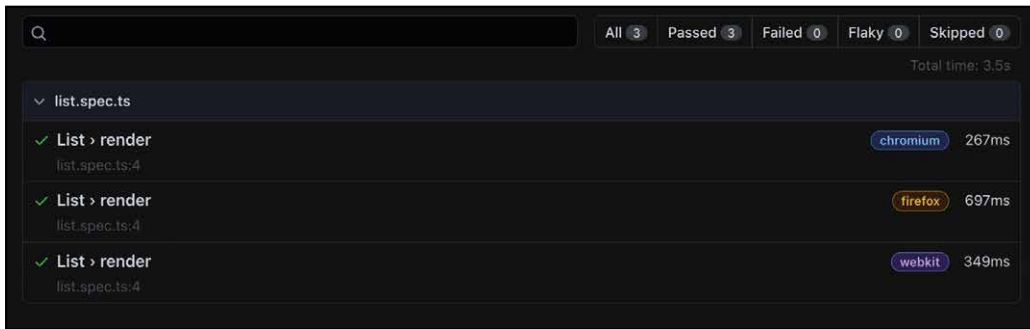 All 3 Passed 3 Failed 0 Flaky 0 Skipped 0
Total time: 3.5s
list.spec.ts
List › render chromium 267ms
list.spec.ts:4
List › render firefox 697ms
list.spec.ts:4
List › render webkit 349ms
list.spec.ts:4